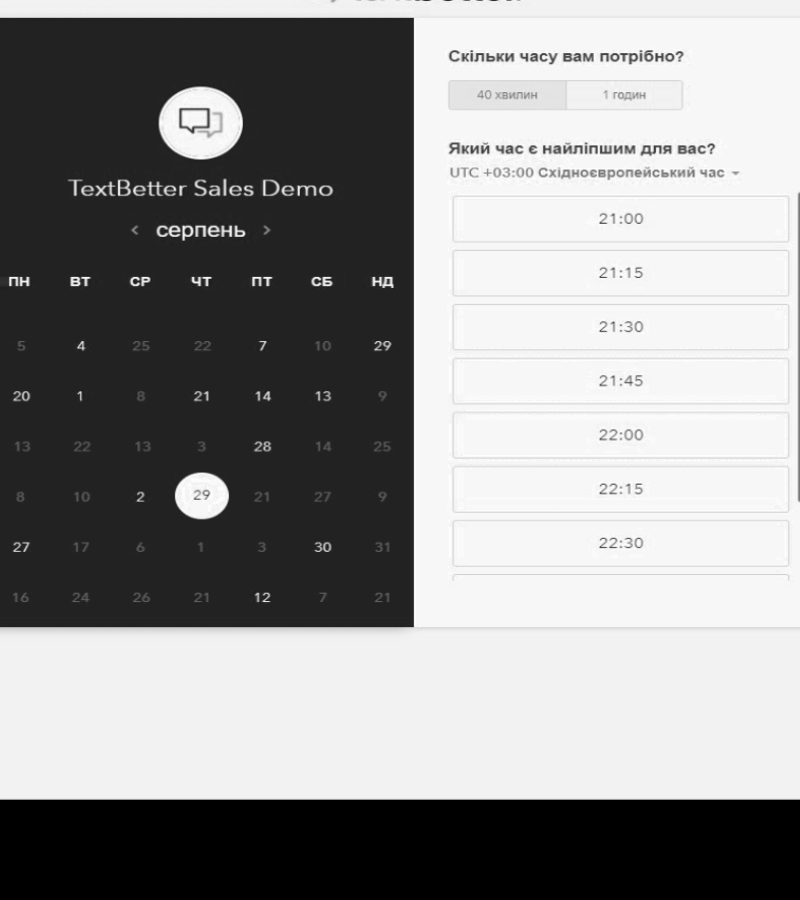 TextBetter Sales Demo
серпень
ПН ВТ СР ЧТ ПТ СБ НД
5 4 25 22 7 10 29
20 1 8 21 14 13 9
13 22 13 3 28 14 25
8 10 2 29 21 27 9
27 17 6 1 3 30 31
16 24 26 21 12 7 21
Скільки часу вам потрібно?
40 хвилин 1 годин
Який час є найліпшим для вас?
UTC +03:00 Східноєвропейський час
21:00
21:15
21:30
21:45
22:00
22:15
22:30